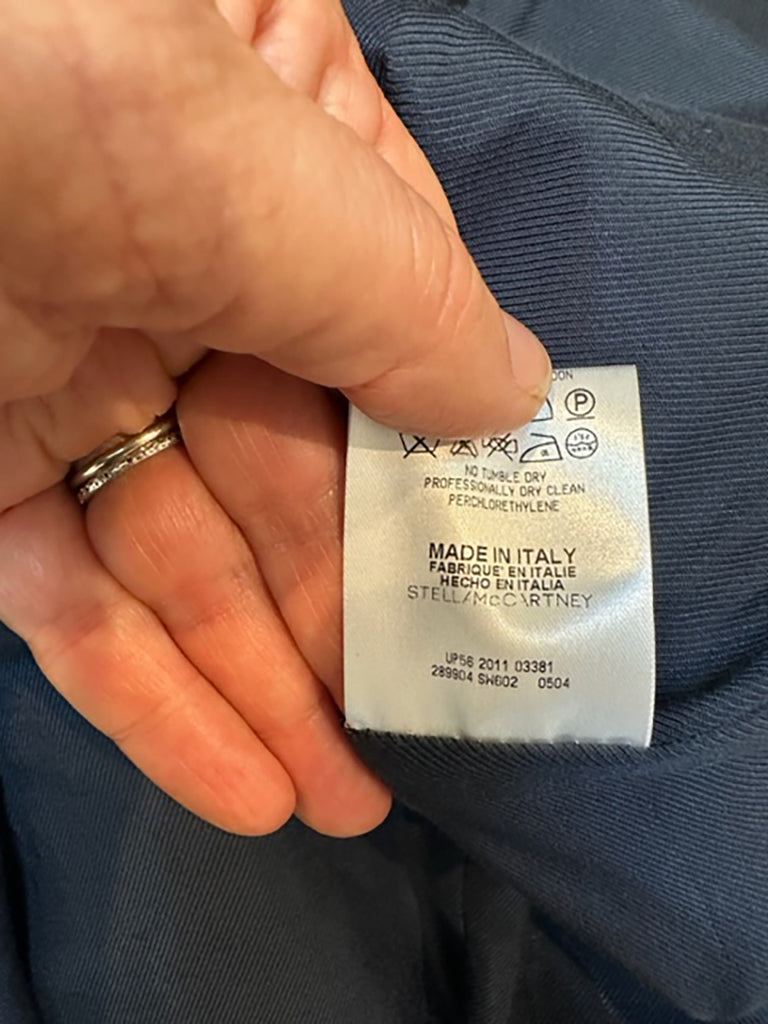 P
NO TUMBLE DRY
PROFESSIONALLY DRY CLEAN
PERCHLORETHYLENE
MADE IN ITALY
FABRIQUE' EN ITALIE
HECHO EN ITALIA
STELLA McCARTNEY
UP56 2011 03381
289904 SW602 0504